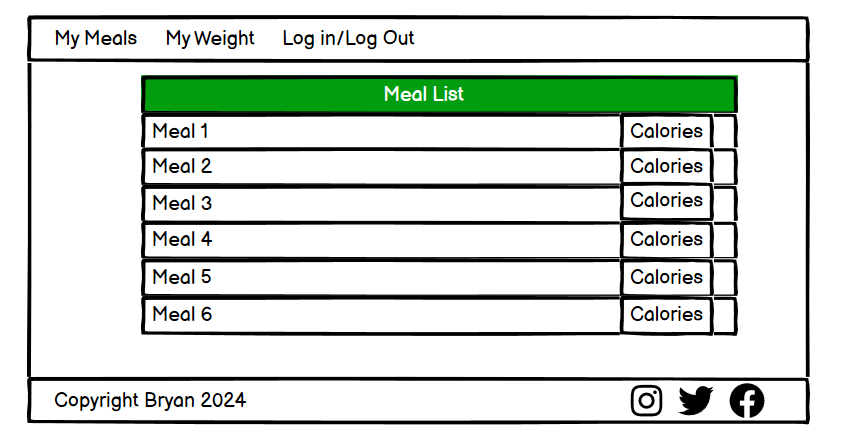 My Meals My Weight Log in/Log Out
Meal List
Meal 1 Calories
Meal 2 Calories
Meal 3 Calories
Meal 4 Calories
Meal 5 Calories
Meal 6 Calories
Copyright Bryan 2024